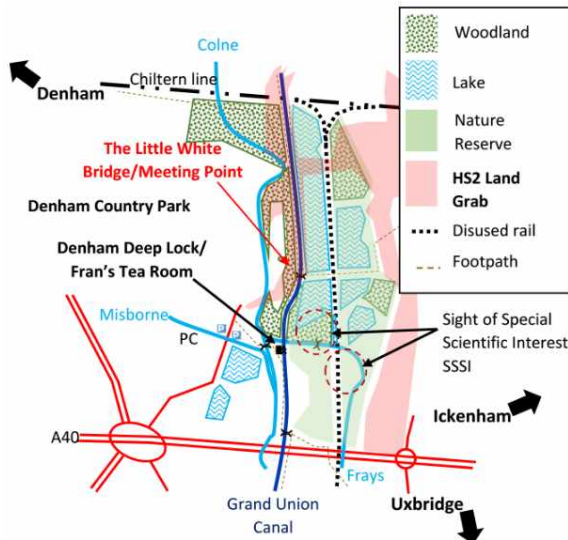 Colne
Chiltern line
Denham
The Little White
Bridge/Meeting Point
Denham Country Park
Denham Deep Lock/
Fran's Tea Room
Misborne
PC
P
P
A40
Grand Union
Canal
Frays
Uxbridge
Ickenham
Sight of Special
Scientific Interest
SSSI
Woodland
Lake
Nature
Reserve
HS2 Land
Grab
Disused rail
Footpath